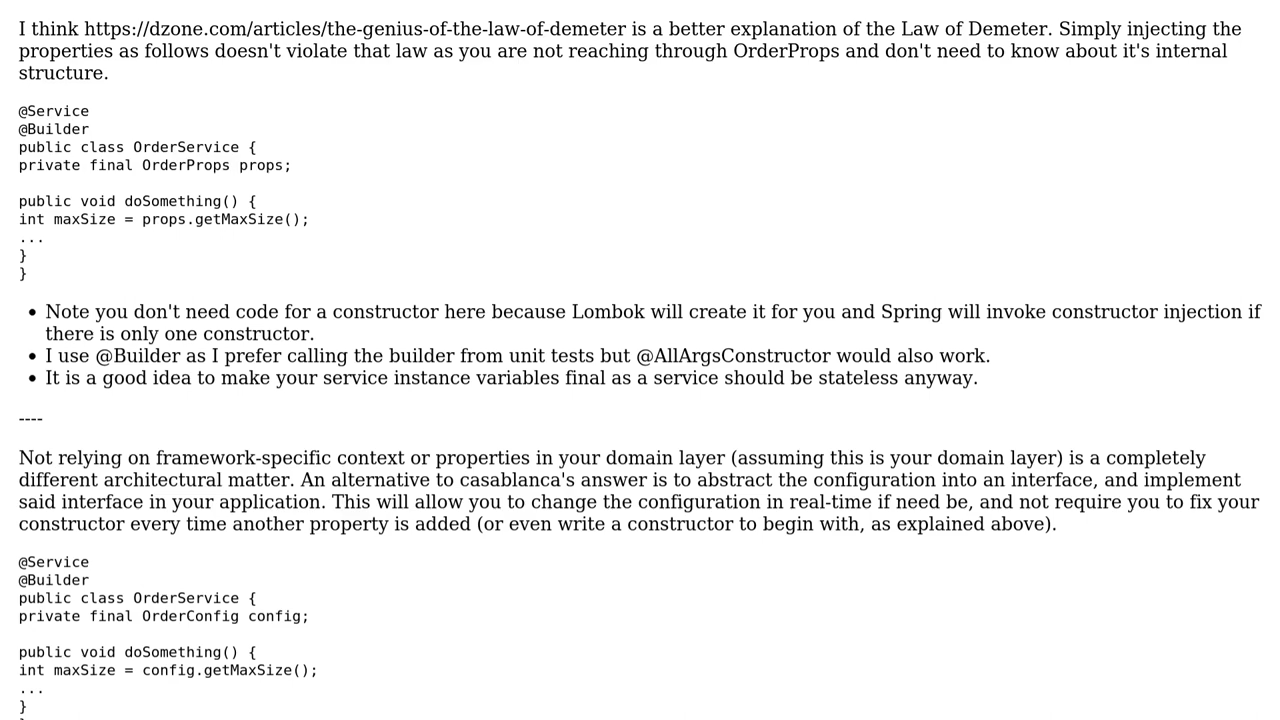 I think https://dzone.com/articles/the-genius-of-the-law-of-demeter is a better explanation of the Law of Demeter. Simply injecting the
properties as follows doesn't violate that law as you are not reaching through OrderProps and don't need to know about it's internal
structure.
@Service
@Builder
public class OrderService {
private final OrderProps props;
public void doSomething() {
int maxSize = props.getMaxSize();
...
}
}
• Note you don't need code for a constructor here because Lombok will create it for you and Spring will invoke constructor injection if
there is only one constructor.
• I use @Builder as I prefer calling the builder from unit tests but @AllArgsConstructor would also work.
• It is a good idea to make your service instance variables final as a service should be stateless anyway.
----
Not relying on framework-specific context or properties in your domain layer (assuming this is your domain layer) is a completely
different architectural matter. An alternative to casablanca's answer is to abstract the configuration into an interface, and implement
said interface in your application. This will allow you to change the configuration in real-time if need be, and not require you to fix your
constructor every time another property is added (or even write a constructor to begin with, as explained above).
@Service
@Builder
public class OrderService {
private final OrderConfig config;
public void doSomething() {
int maxSize = config.getMaxSize();
...
}